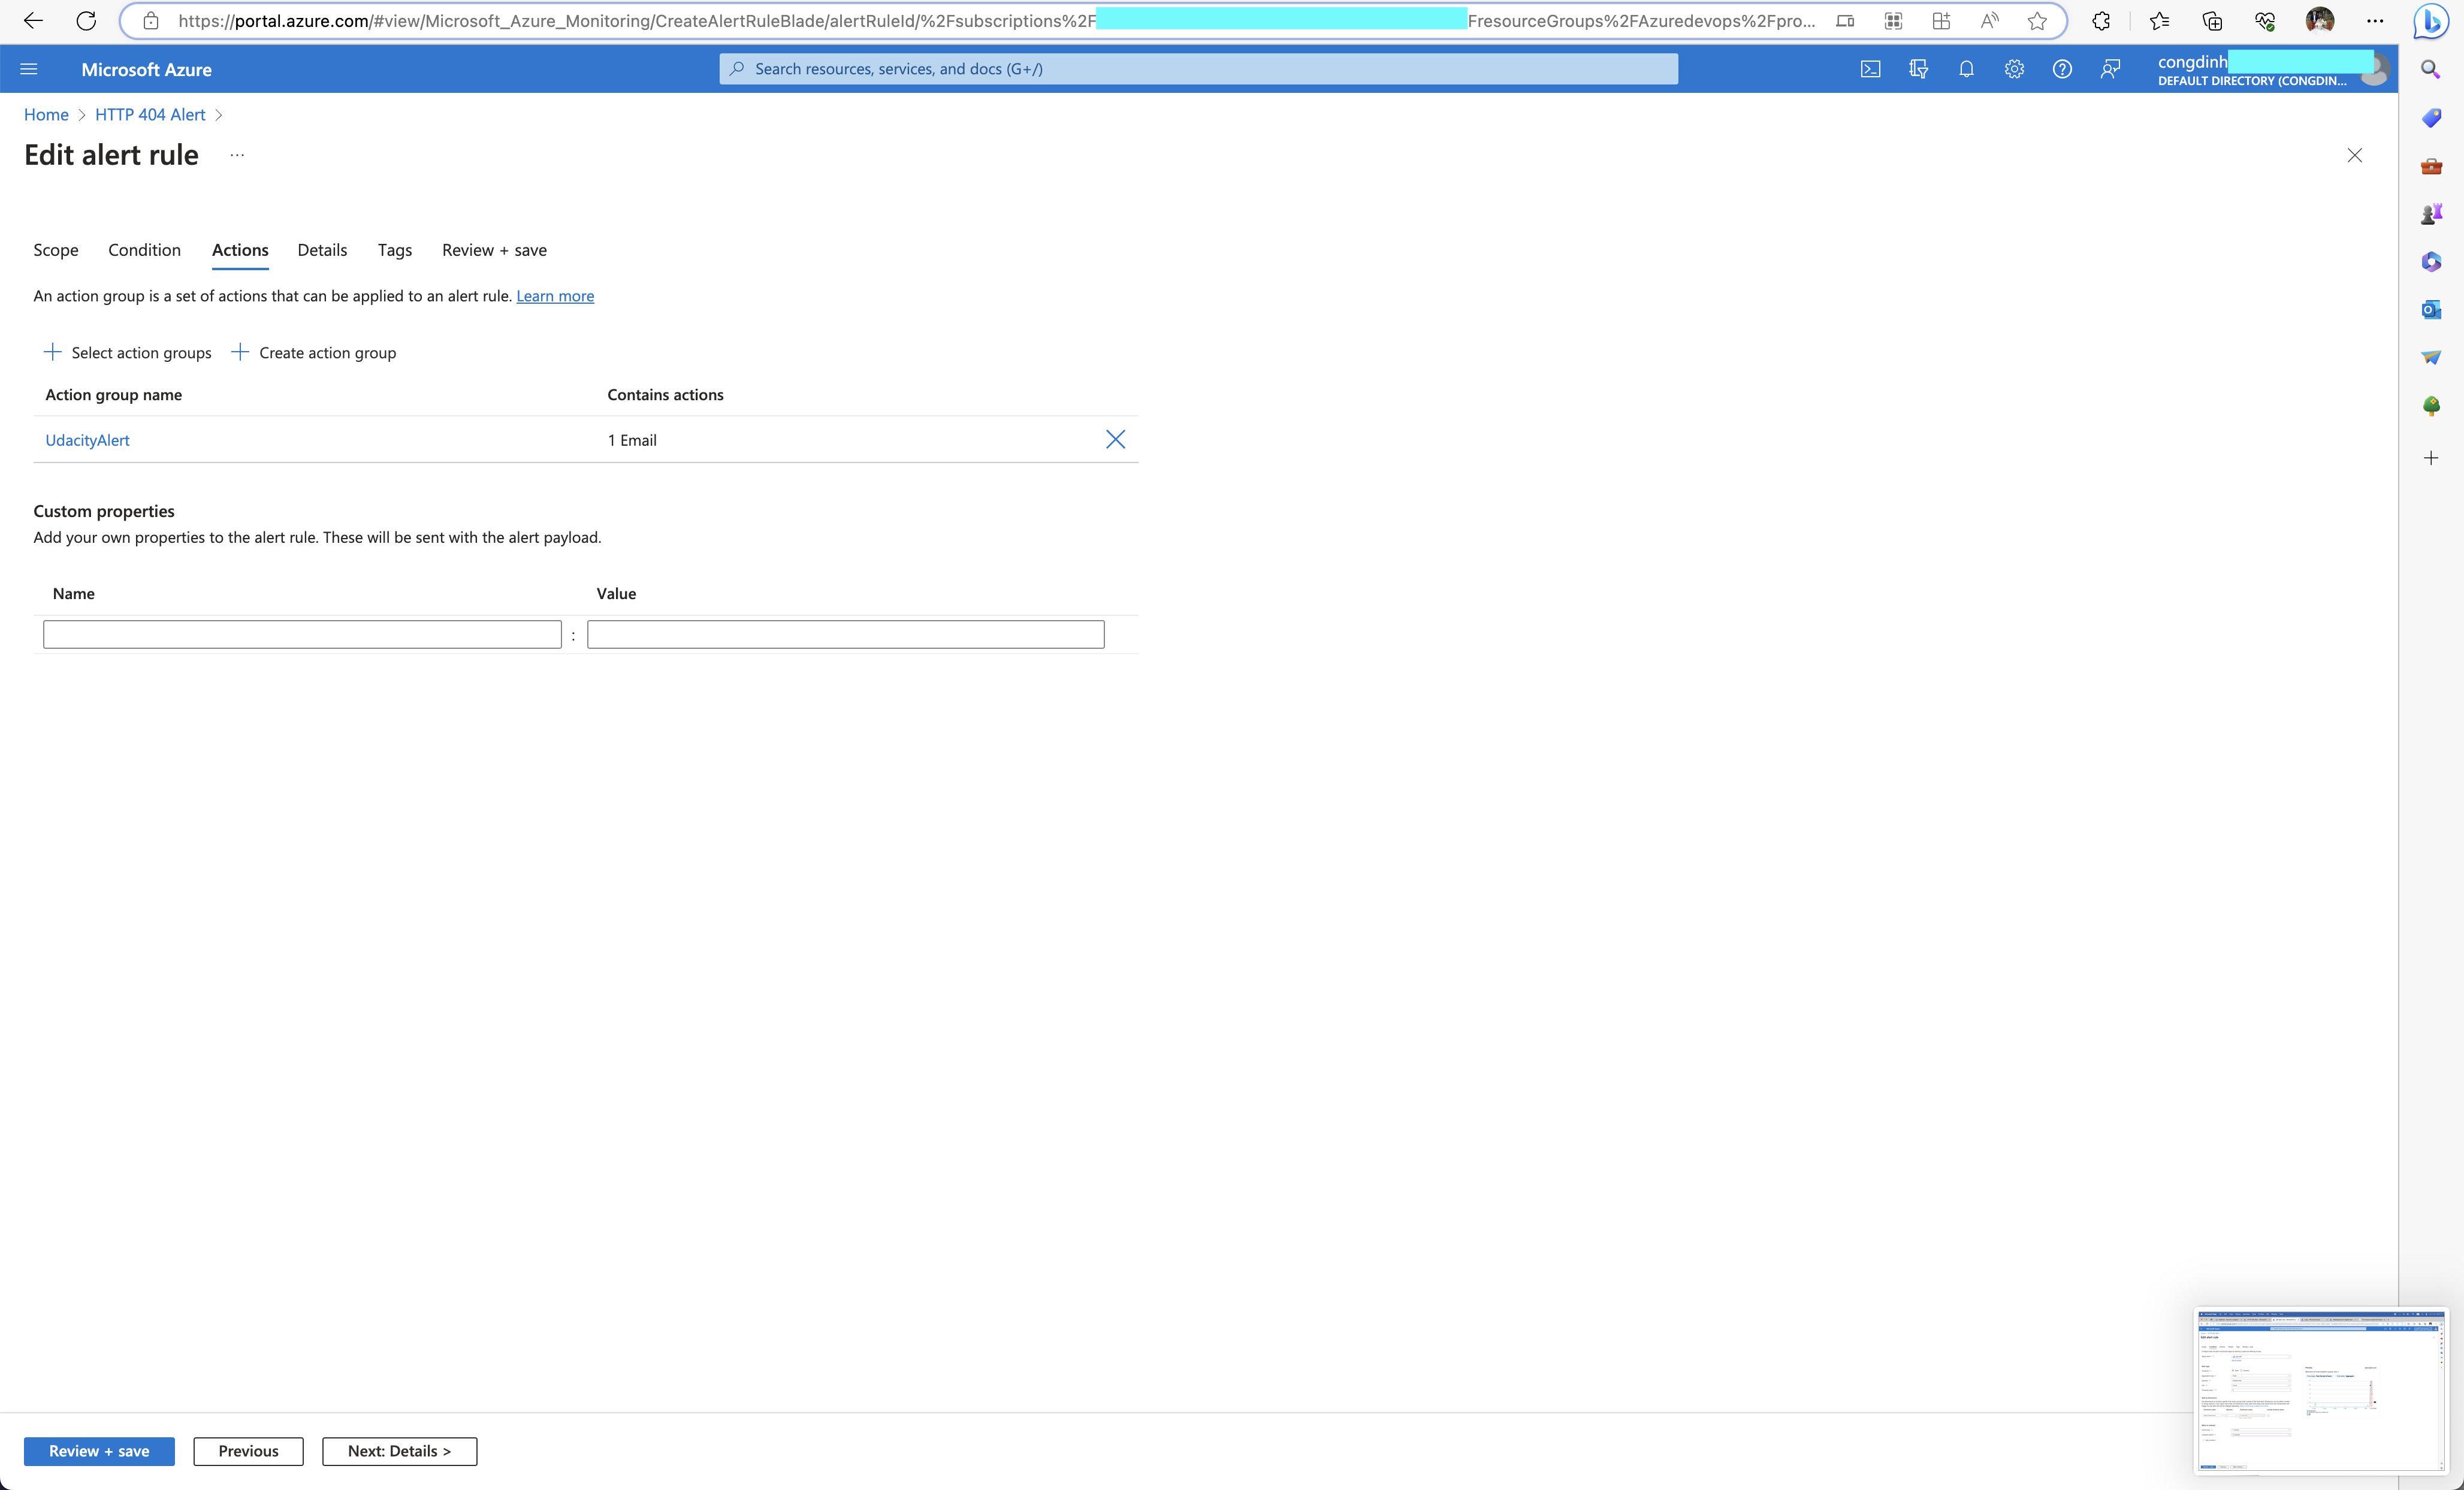 https://portal.azure.com/#view/Microsoft_Azure_Monitoring/CreateAlertRuleBlade/alertRuleId/%2Fsubscriptions%2F FresourceGroups%2FAzuredevops%2Fpro...
Microsoft Azure
Search resources, services, and docs (G+/)
congdinh
DEFAULT DIRECTORY (CONGDIN...
Home > HTTP 404 Alert >
Edit alert rule ...
Scope Condition Actions Details Tags Review + save
An action group is a set of actions that can be applied to an alert rule. Learn more
+ Select action groups + Create action group
Action group name Contains actions
UdacityAlert 1 Email
Custom properties
Add your own properties to the alert rule. These will be sent with the alert payload.
Name Value
:
Review + save Previous Next: Details >